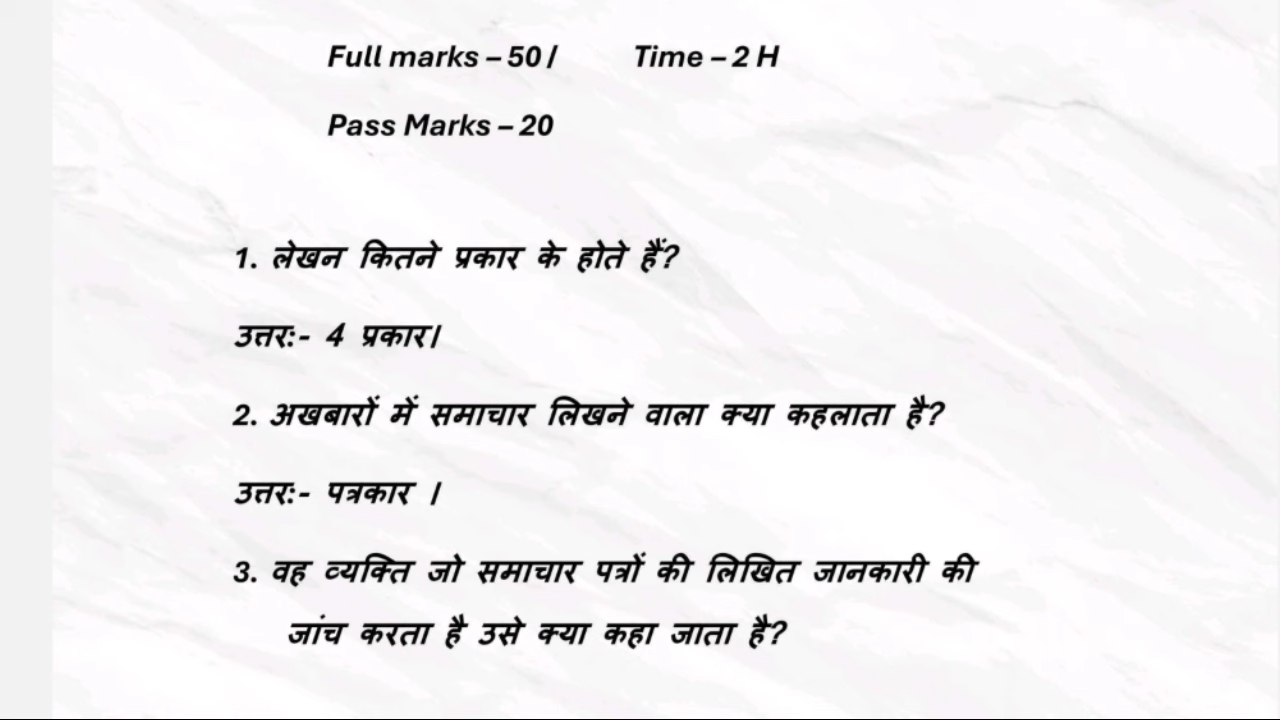 Full marks – 50 / Time – 2 H
Pass Marks – 20
1. लेखन कितने प्रकार के होते हैं?
उत्तर:- 4 प्रकार।
2. अखबारों में समाचार लिखने वाला क्या कहलाता है?
उत्तर:- पत्रकार ।
3. वह व्यक्ति जो समाचार पत्रों की लिखित जानकारी की
जांच करता है उसे क्या कहा जाता है?